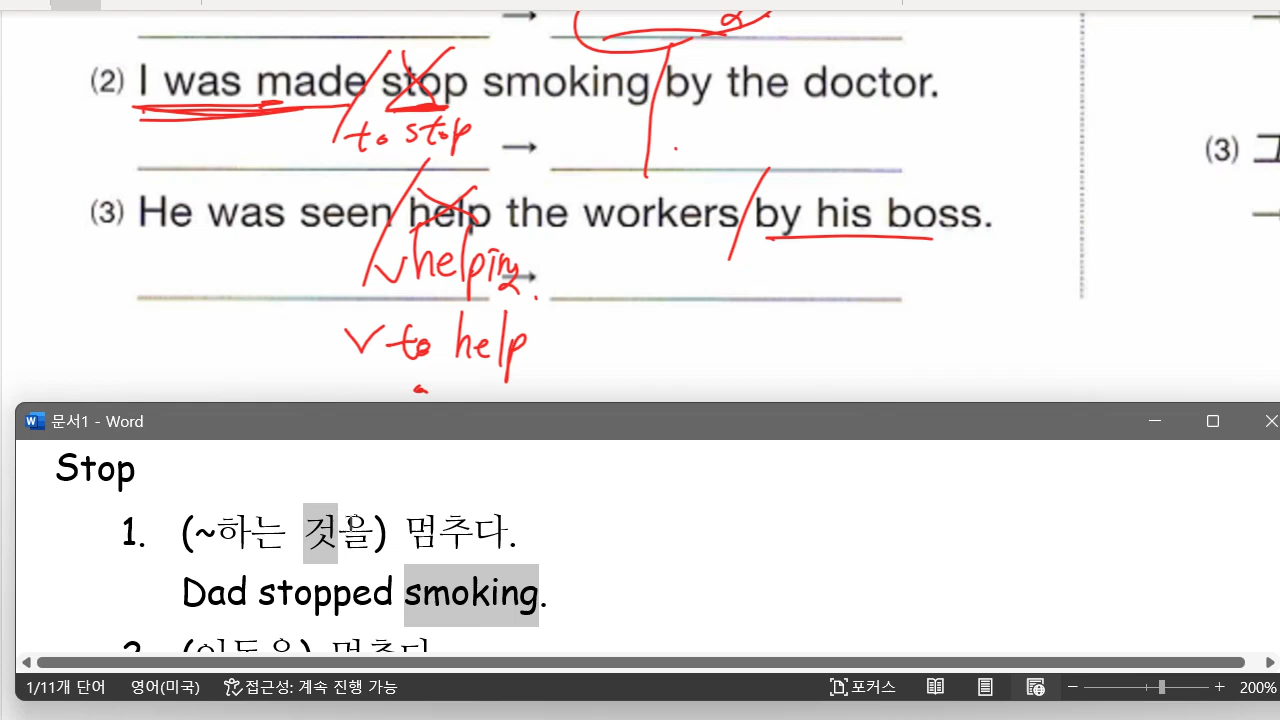 (2) I was made stop smoking by the doctor.
to stop
→
(3) 그
(3) He was seen help the workers by his boss.
helping
→
to help
문서1 - Word
Stop
1. (~하는 것을) 멈추다.
Dad stopped smoking.
1/11개 단어 영어(미국) 접근성: 계속 진행 가능 포커스 200%